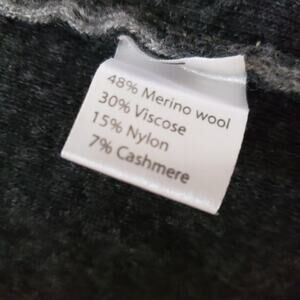 48% Merino wool
30% Viscose
15% Nylon
7% Cashmere